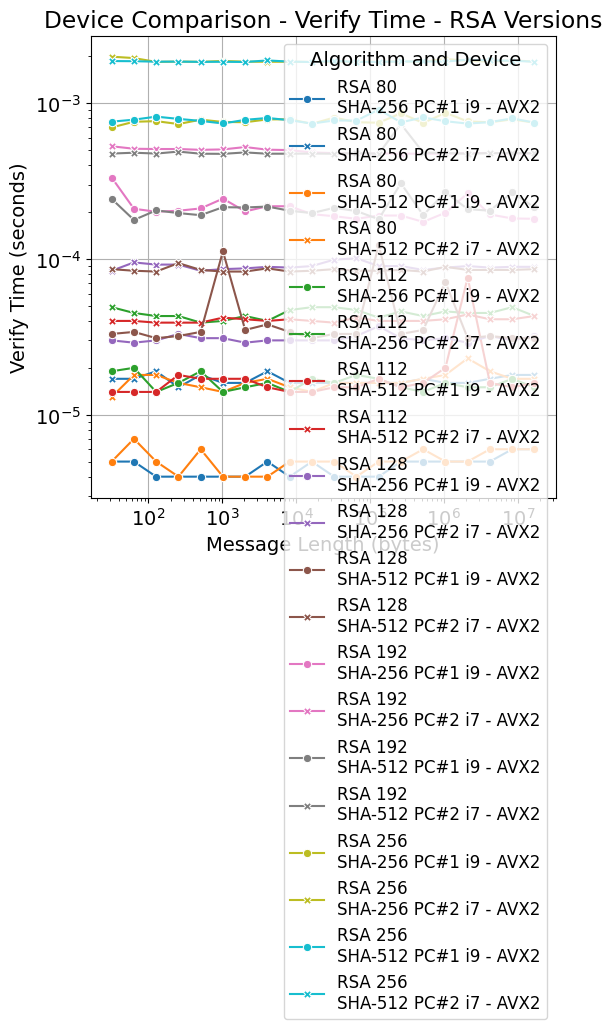 Device Comparison - Verify Time - RSA Versions
Verify Time (seconds)
10⁻³
10⁻⁴
10⁻⁵
10²
10³
10⁴
10⁵
10⁶
10⁷
Message Length (bytes)
Algorithm and Device
RSA 80
SHA-256 PC#1 i9 - AVX2
RSA 80
SHA-256 PC#2 i7 - AVX2
RSA 80
SHA-512 PC#1 i9 - AVX2
RSA 80
SHA-512 PC#2 i7 - AVX2
RSA 112
SHA-256 PC#1 i9 - AVX2
RSA 112
SHA-256 PC#2 i7 - AVX2
RSA 112
SHA-512 PC#1 i9 - AVX2
RSA 112
SHA-512 PC#2 i7 - AVX2
RSA 128
SHA-256 PC#1 i9 - AVX2
RSA 128
SHA-256 PC#2 i7 - AVX2
RSA 128
SHA-512 PC#1 i9 - AVX2
RSA 128
SHA-512 PC#2 i7 - AVX2
RSA 192
SHA-256 PC#1 i9 - AVX2
RSA 192
SHA-256 PC#2 i7 - AVX2
RSA 192
SHA-512 PC#1 i9 - AVX2
RSA 192
SHA-512 PC#2 i7 - AVX2
RSA 256
SHA-256 PC#1 i9 - AVX2
RSA 256
SHA-256 PC#2 i7 - AVX2
RSA 256
SHA-512 PC#1 i9 - AVX2
RSA 256
SHA-512 PC#2 i7 - AVX2